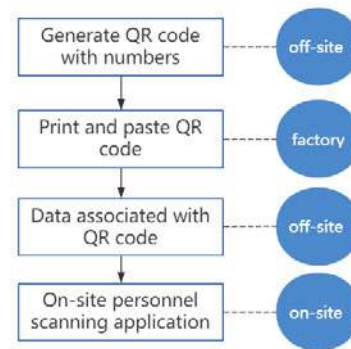 Generate QR code
with numbers
off-site
Print and paste QR
code
factory
Data associated with
QR code
off-site
On-site personnel
scanning application
on-site